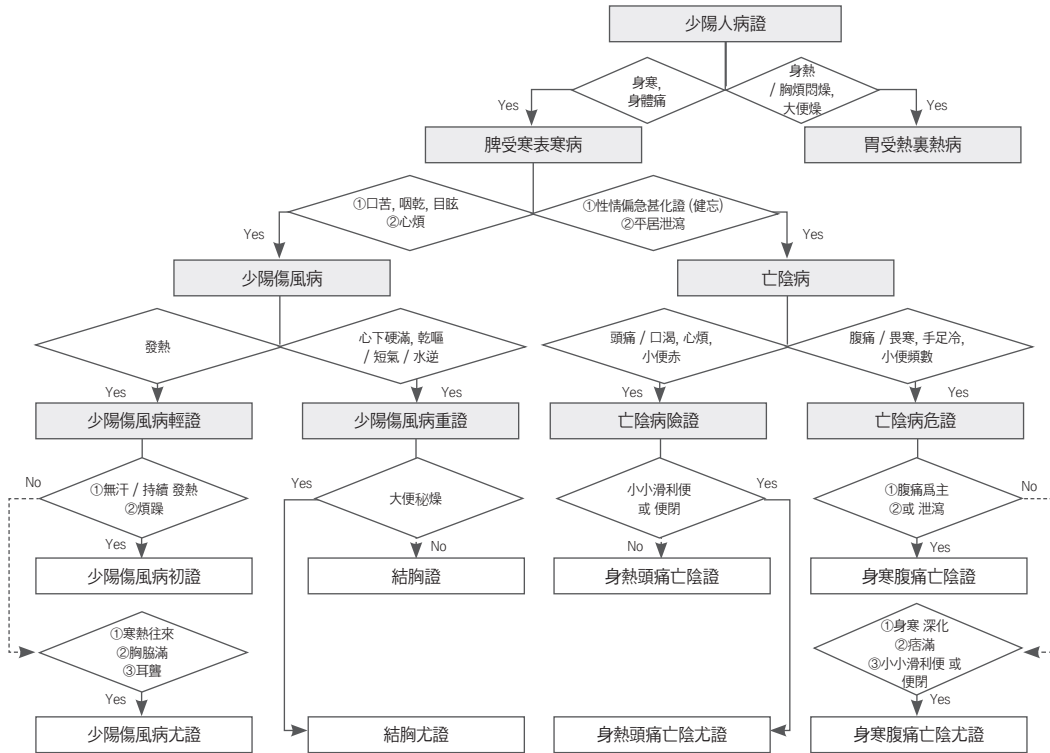 少陽人病證
身寒,
身體痛
身熱
/ 胸煩悶燥,
大便燥
Yes
Yes
脾受寒表寒病
胃受熱裏熱病
①口苦, 咽乾, 目眩
②心煩
①性情偏急甚化證 (健忘)
②平居泄瀉
Yes
Yes
少陽傷風病
亡陰病
發熱
心下硬滿, 乾嘔
/ 短氣 / 水逆
頭痛 / 口渴, 心煩,
小便赤
腹痛 / 畏寒, 手足冷,
小便頻數
Yes
Yes
Yes
Yes
少陽傷風病輕證
少陽傷風病重證
亡陰病險證
亡陰病危證
No
①無汗 / 持續 發熱
②煩躁
Yes
大便秘燥
小小滑利便
或 便閉
Yes
①腹痛爲主
②或 泄瀉
No
Yes
No
No
Yes
少陽傷風病初證
結胸證
身熱頭痛亡陰證
身寒腹痛亡陰證
①寒熱往來
②胸脇滿
③耳聾
①身寒 深化
②痞滿
③小小滑利便 或
便閉
Yes
Yes
少陽傷風病尤證
結胸尤證
身熱頭痛亡陰尤證
身寒腹痛亡陰尤證